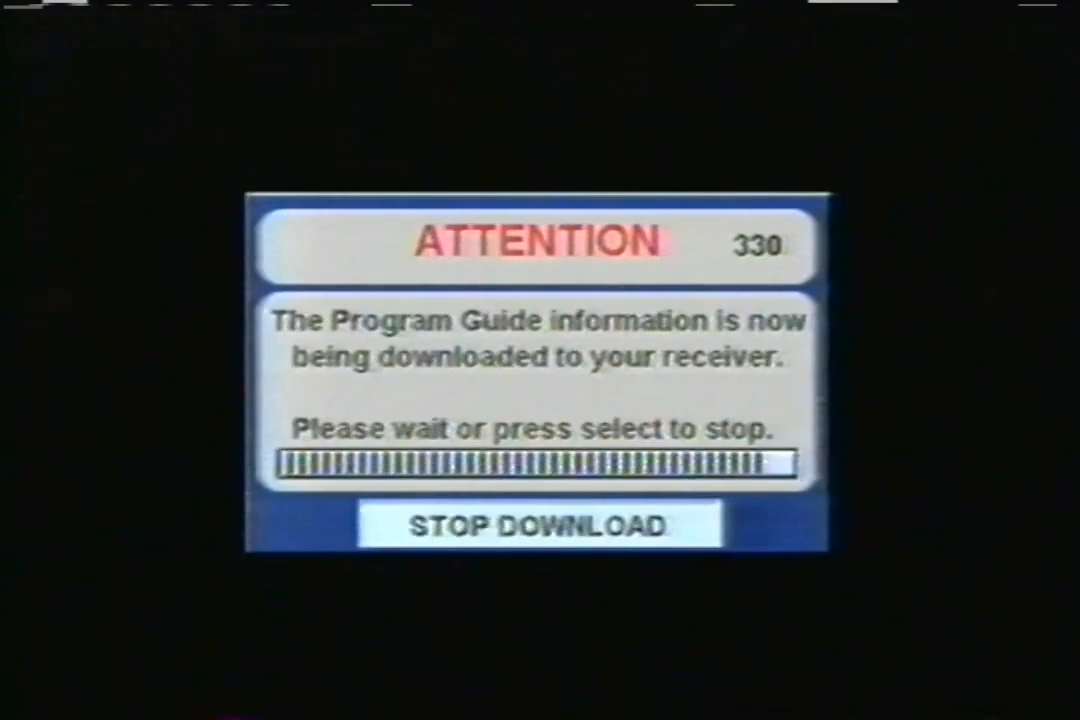 ATTENTION 330
The Program Guide information is now
being downloaded to your receiver.
Please wait or press select to stop.
STOP DOWNLOAD